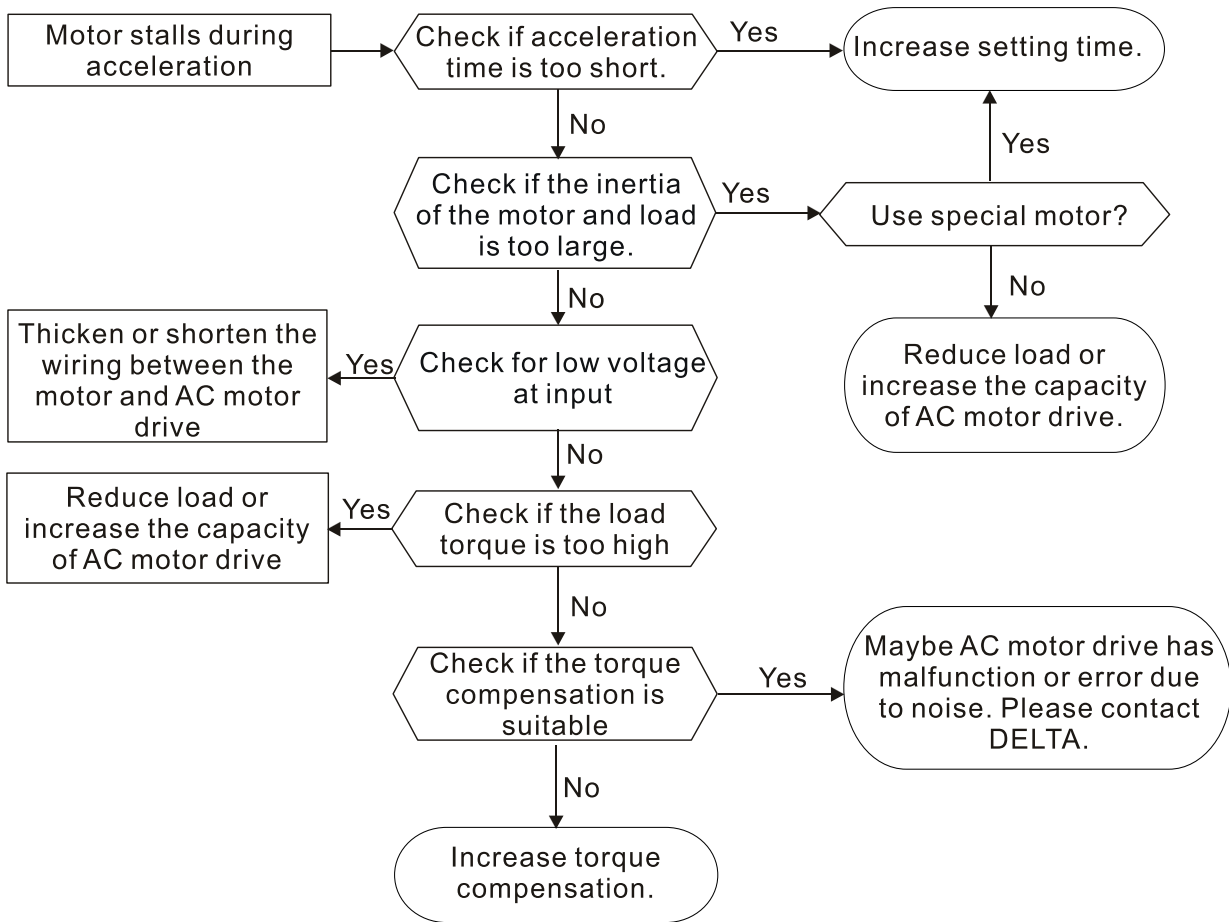 Motor stalls during
acceleration
Check if acceleration
time is too short.
Yes
Increase setting time.
No
Yes
Check if the inertia
of the motor and load
is too large.
Yes
Use special motor?
No
No
Thicken or shorten the
wiring between the
motor and AC motor
drive
Yes
Check for low voltage
at input
Reduce load or
increase the capacity
of AC motor drive.
No
Reduce load or
increase the capacity
of AC motor drive
Yes
Check if the load
torque is too high
No
Check if the torque
compensation is
suitable
Yes
Maybe AC motor drive has
malfunction or error due
to noise. Please contact
DELTA.
No
Increase torque
compensation.